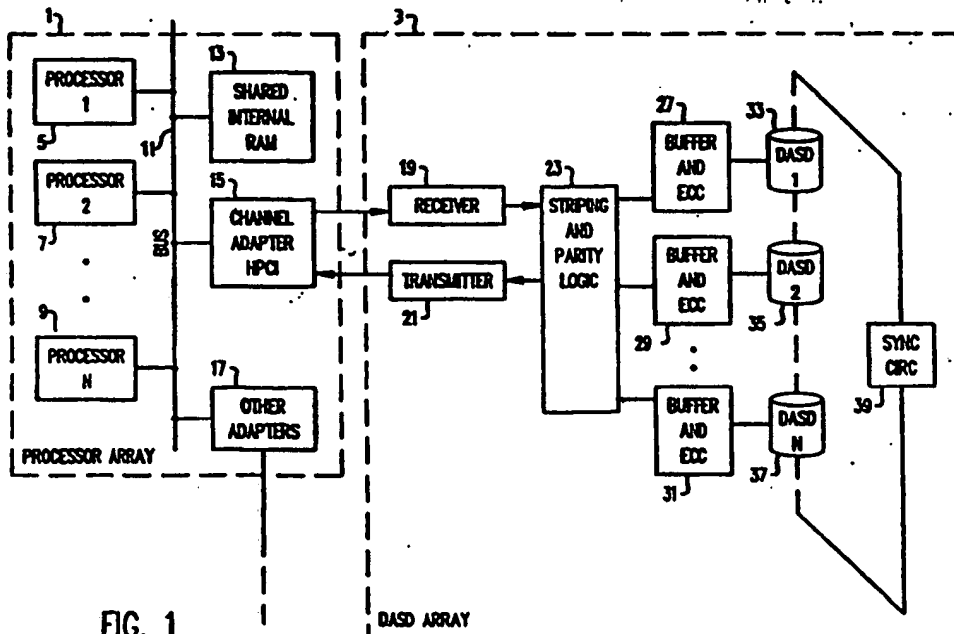 1
PROCESSOR
1
5
PROCESSOR
2
7
9
PROCESSOR
N
BUS
11
13
SHARED
INTERNAL
RAM
15
CHANNEL
ADAPTER
HPCI
17
OTHER
ADAPTERS
PROCESSOR ARRAY
3
19
RECEIVER
TRANSMITTER
21
23
STRIPING
AND
PARITY
LOGIC
27
BUFFER
AND
ECC
BUFFER
AND
ECC
29
BUFFER
AND
ECC
31
33
DASD
1
DASD
2
35
DASD
N
37
SYNC
CIRC
39
DASD ARRAY
FIG. 1